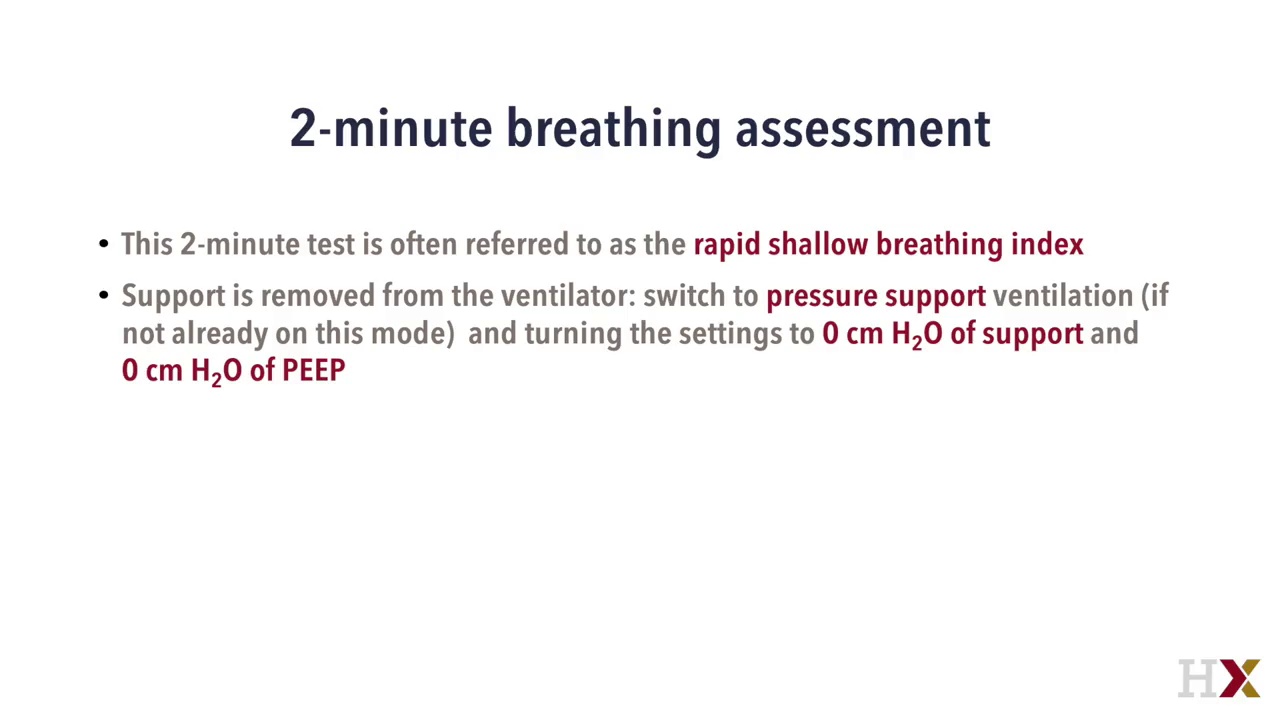 2-minute breathing assessment
• This 2-minute test is often referred to as the rapid shallow breathing index
• Support is removed from the ventilator: switch to pressure support ventilation (if
not already on this mode) and turning the settings to 0 cm H₂O of support and
0 cm H₂O of PEEP
HX